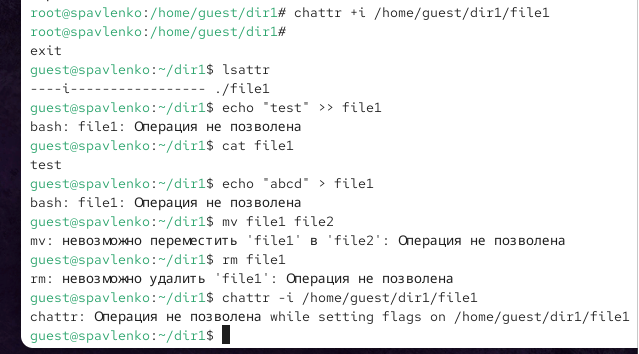 root@spavlenko:/home/guest/dir1# chattr +i /home/guest/dir1/file1
root@spavlenko:/home/guest/dir1#
exit
guest@spavlenko:~/dir1$ lsattr
----i----------------- ./file1
guest@spavlenko:~/dir1$ echo "test" >> file1
bash: file1: Операция не позволена
guest@spavlenko:~/dir1$ cat file1
test
guest@spavlenko:~/dir1$ echo "abcd" > file1
bash: file1: Операция не позволена
guest@spavlenko:~/dir1$ mv file1 file2
mv: невозможно переместить 'file1' в 'file2': Операция не позволена
guest@spavlenko:~/dir1$ rm file1
rm: невозможно удалить 'file1': Операция не позволена
guest@spavlenko:~/dir1$ chattr -i /home/guest/dir1/file1
chattr: Операция не позволена while setting flags on /home/guest/dir1/file1
guest@spavlenko:~/dir1$